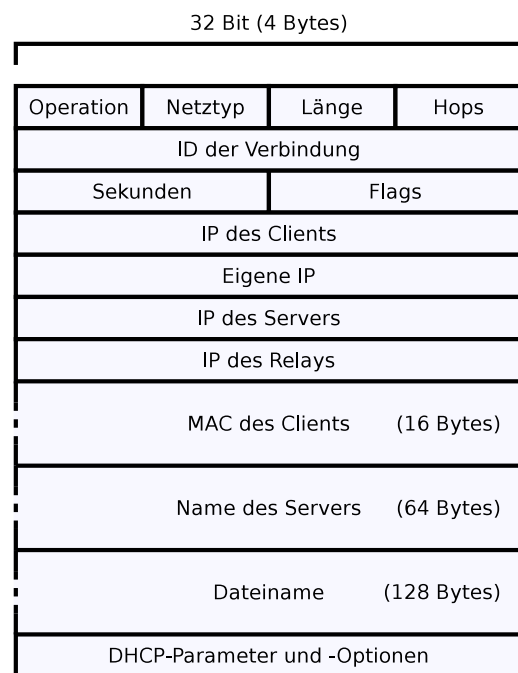 32 Bit (4 Bytes)
Operation Netztyp Länge Hops
ID der Verbindung
Sekunden Flags
IP des Clients
Eigene IP
IP des Servers
IP des Relays
MAC des Clients (16 Bytes)
Name des Servers (64 Bytes)
Dateiname (128 Bytes)
DHCP-Parameter und -Optionen